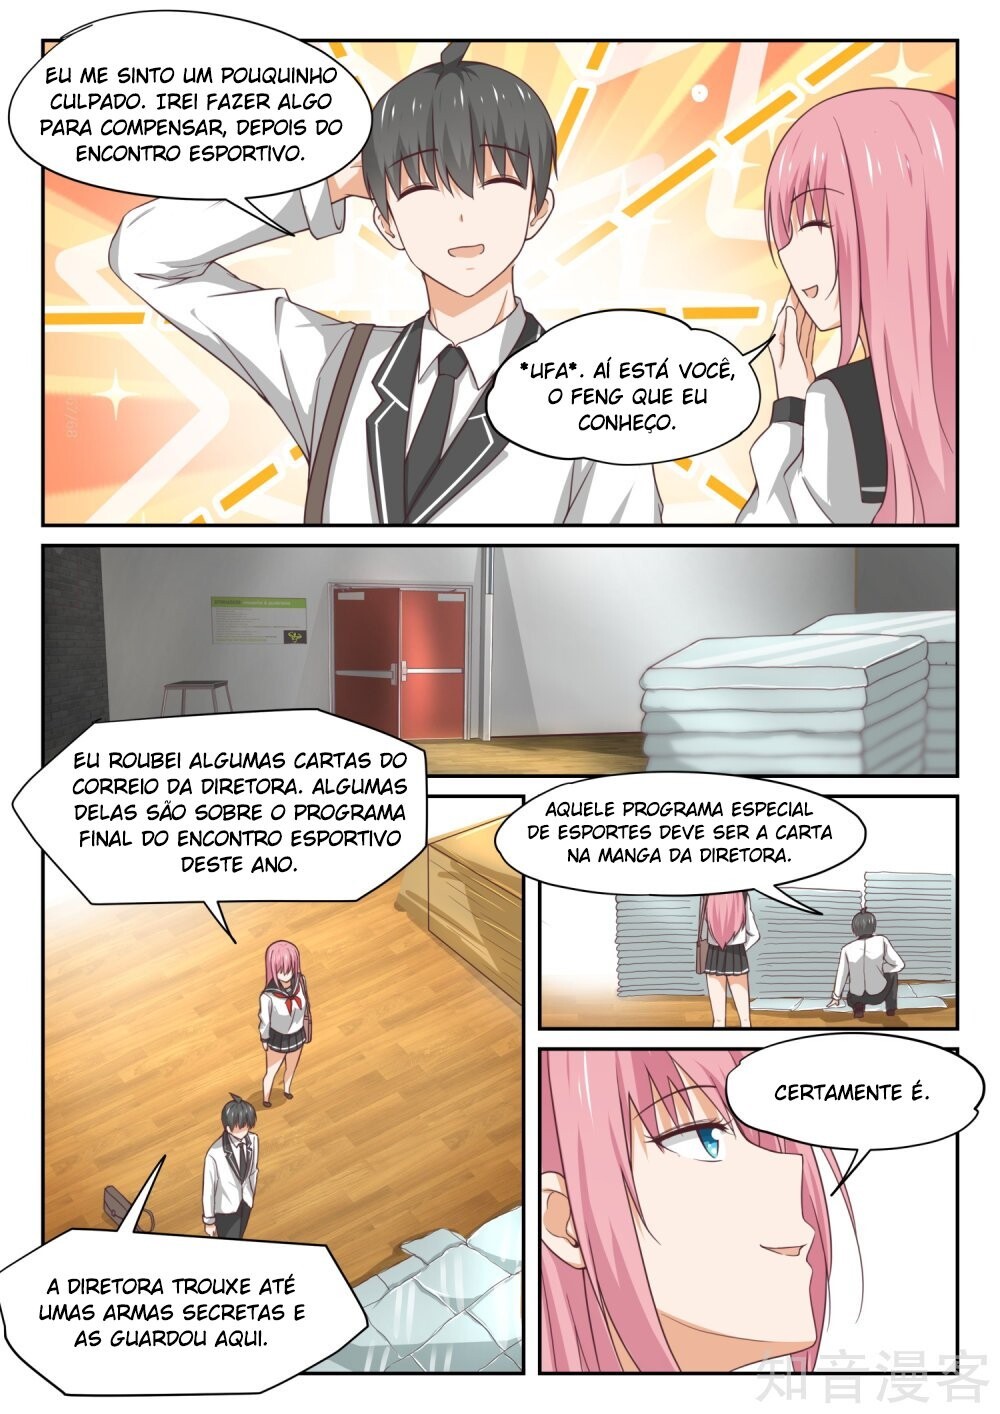 EU ME SINTO UM POUQUINHO
CULPADO. IREI FAZER ALGO
PARA COMPENSAR, DEPOIS DO
ENCONTRO ESPORTIVO.
*UFA*. AÍ ESTÁ VOCÊ,
O FENG QUE EU
CONHEÇO.
EU ROUBEI ALGUMAS CARTAS DO
CORREIO DA DIRETORA. ALGUMAS
DELAS SÃO SOBRE O PROGRAMA
FINAL DO ENCONTRO ESPORTIVO
DESTE ANO.
AQUELE PROGRAMA ESPECIAL
DE ESPORTES DEVE SER A CARTA
NA MANGA DA DIRETORA.
CERTAMENTE É.
A DIRETORA TROUXE ATÉ
UMAS ARMAS SECRETAS E
AS GUARDOU AQUI.
知音漫客